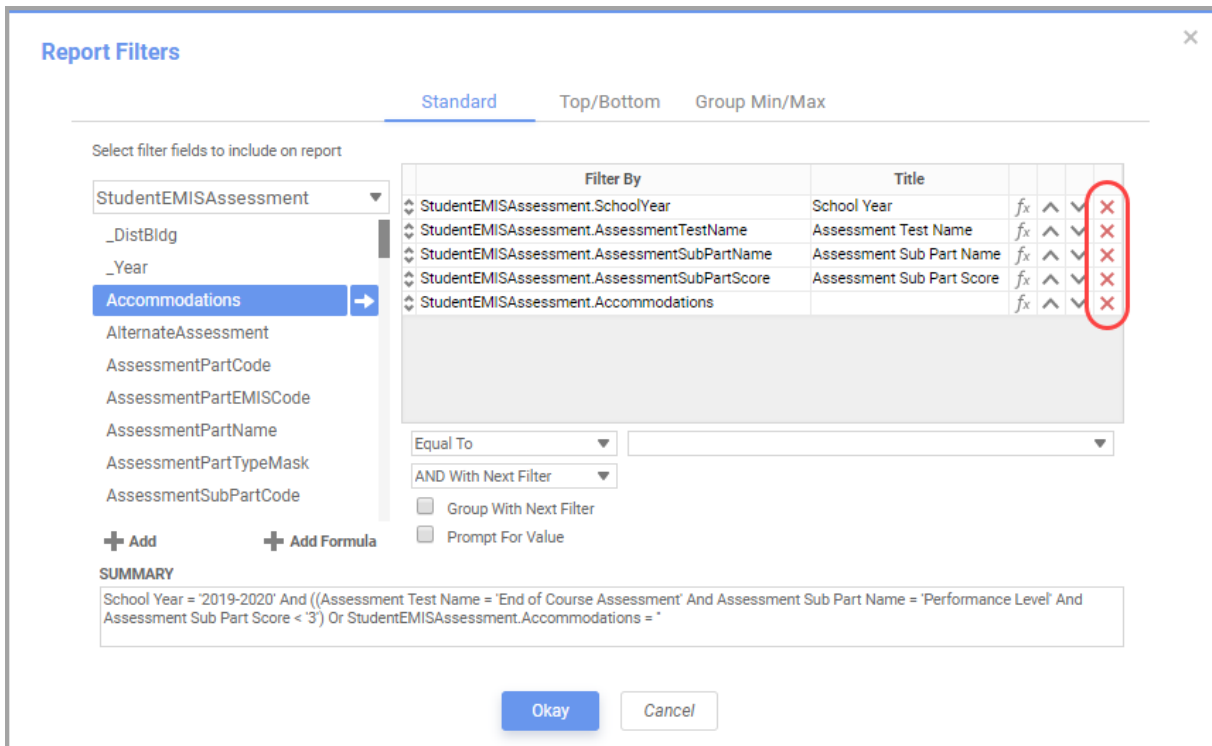 Report Filters
Standard Top/Bottom Group Min/Max
Select filter fields to include on report
StudentEMISAssessment
_DistBldg
_Year
Accommodations
AlternateAssessment
AssessmentPartCode
AssessmentPartEMISCode
AssessmentPartName
AssessmentPartTypeMask
AssessmentSubPartCode
Add Add Formula
Filter By Title
StudentEMISAssessment.SchoolYear School Year fx
StudentEMISAssessment.AssessmentTestName Assessment Test Name fx
StudentEMISAssessment.AssessmentSubPartName Assessment Sub Part Name fx
StudentEMISAssessment.AssessmentSubPartScore Assessment Sub Part Score fx
StudentEMISAssessment.Accommodations fx
Equal To
AND With Next Filter
Group With Next Filter
Prompt For Value
SUMMARY
School Year = '2019-2020' And ((Assessment Test Name = 'End of Course Assessment' And Assessment Sub Part Name = 'Performance Level' And
Assessment Sub Part Score < '3') Or StudentEMISAssessment.Accommodations = ''
Okay Cancel